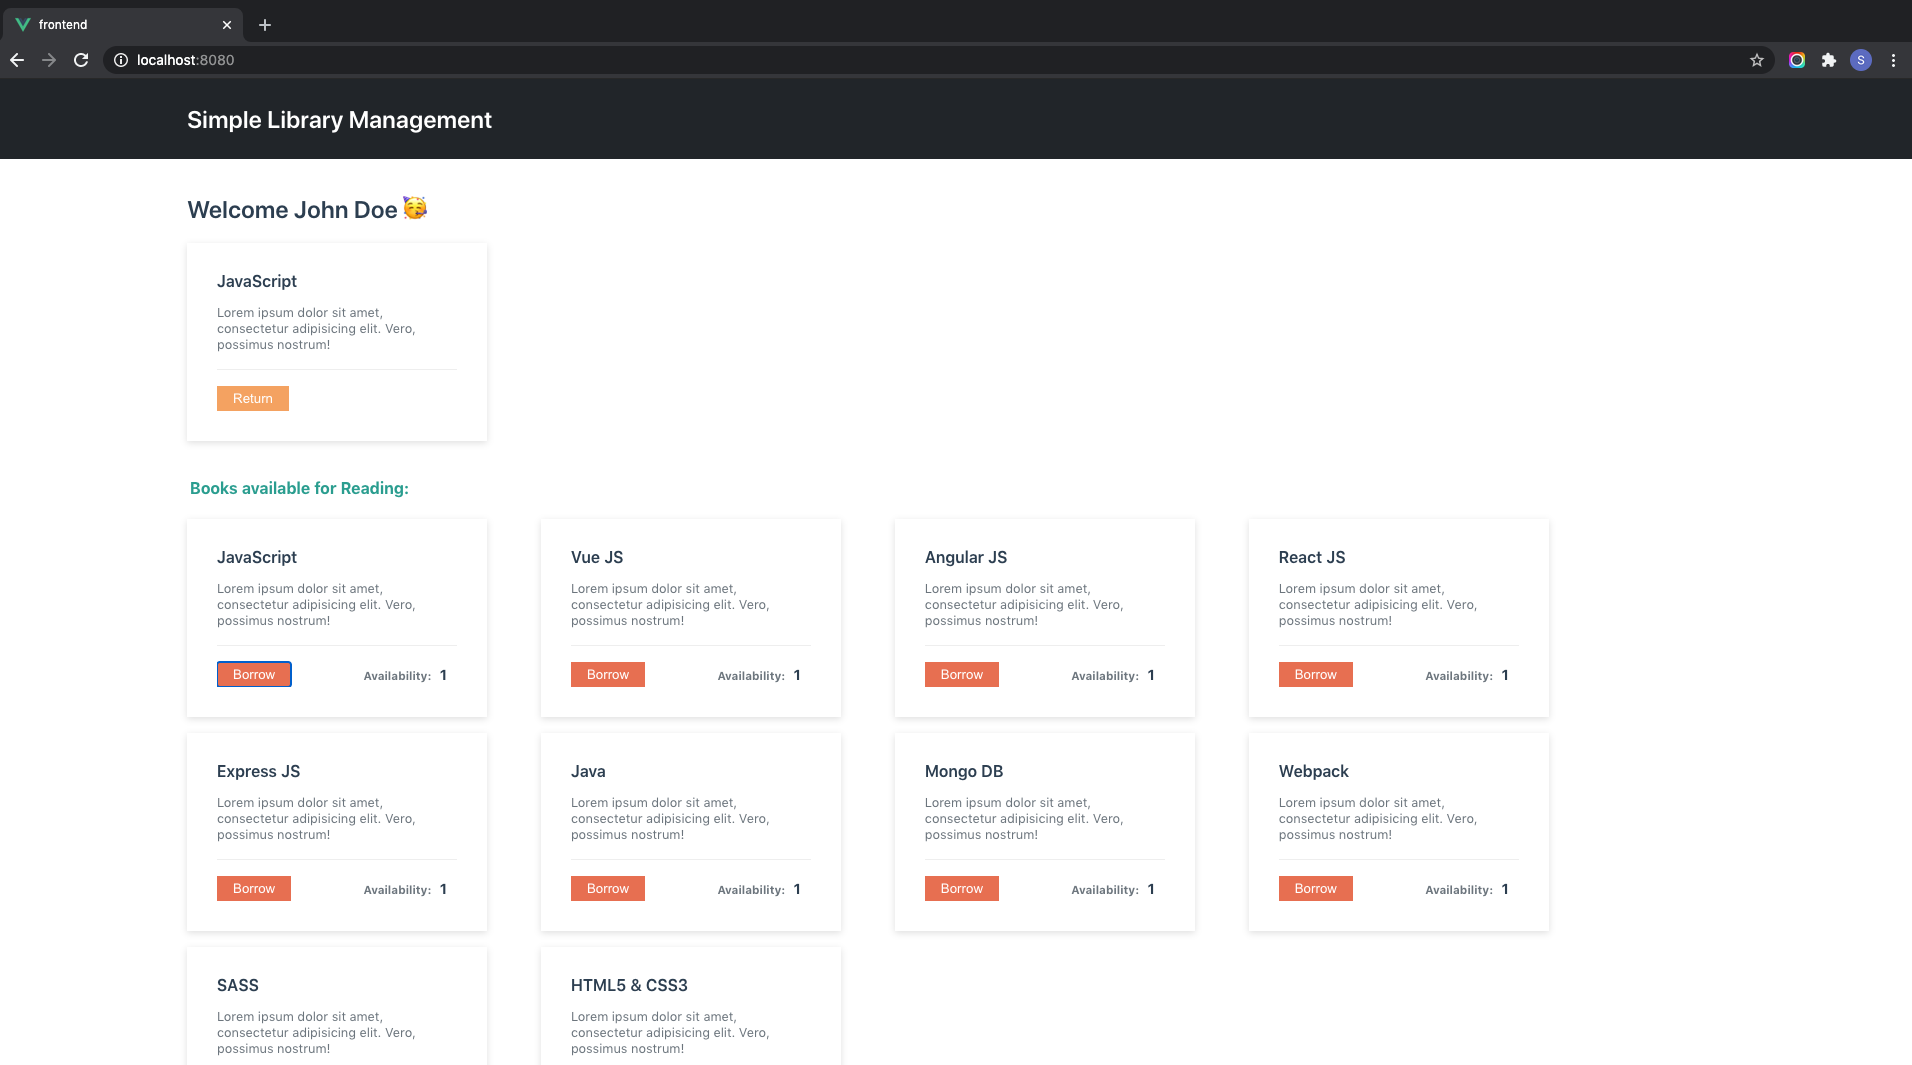 frontend
localhost:8080
S
Simple Library Management
Welcome John Doe 🥳
JavaScript
Lorem ipsum dolor sit amet,
consectetur adipisicing elit. Vero,
possimus nostrum!
Return
Books available for Reading:
JavaScript
Lorem ipsum dolor sit amet,
consectetur adipisicing elit. Vero,
possimus nostrum!
Borrow Availability: 1
Vue JS
Lorem ipsum dolor sit amet,
consectetur adipisicing elit. Vero,
possimus nostrum!
Borrow Availability: 1
Angular JS
Lorem ipsum dolor sit amet,
consectetur adipisicing elit. Vero,
possimus nostrum!
Borrow Availability: 1
React JS
Lorem ipsum dolor sit amet,
consectetur adipisicing elit. Vero,
possimus nostrum!
Borrow Availability: 1
Express JS
Lorem ipsum dolor sit amet,
consectetur adipisicing elit. Vero,
possimus nostrum!
Borrow Availability: 1
Java
Lorem ipsum dolor sit amet,
consectetur adipisicing elit. Vero,
possimus nostrum!
Borrow Availability: 1
Mongo DB
Lorem ipsum dolor sit amet,
consectetur adipisicing elit. Vero,
possimus nostrum!
Borrow Availability: 1
Webpack
Lorem ipsum dolor sit amet,
consectetur adipisicing elit. Vero,
possimus nostrum!
Borrow Availability: 1
SASS
Lorem ipsum dolor sit amet,
consectetur adipisicing elit. Vero,
possimus nostrum!
HTML5 & CSS3
Lorem ipsum dolor sit amet,
consectetur adipisicing elit. Vero,
possimus nostrum!